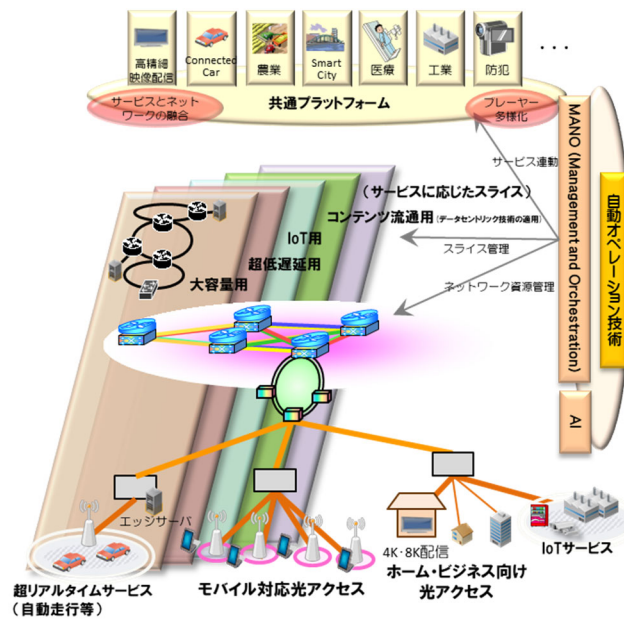 高精細
映像配信
Connected
Car
農業
Smart
City
医療
工業
防犯
・・・
サービスとネット
ワークの融合
共通プラットフォーム
プレーヤー
多様化
サービス連動
(サービスに応じたスライス)
コンテンツ流通用(データセントリック技術の適用)
IoT用
スライス管理
超低遅延用
大容量用
ネットワーク資源管理
MANO (Management and Orchestration)
AI
自動オペレーション技術
エッジサーバ
4K・8K配信
IoTサービス
超リアルタイムサービス
(自動走行等)
モバイル対応光アクセス
ホーム・ビジネス向け
光アクセス